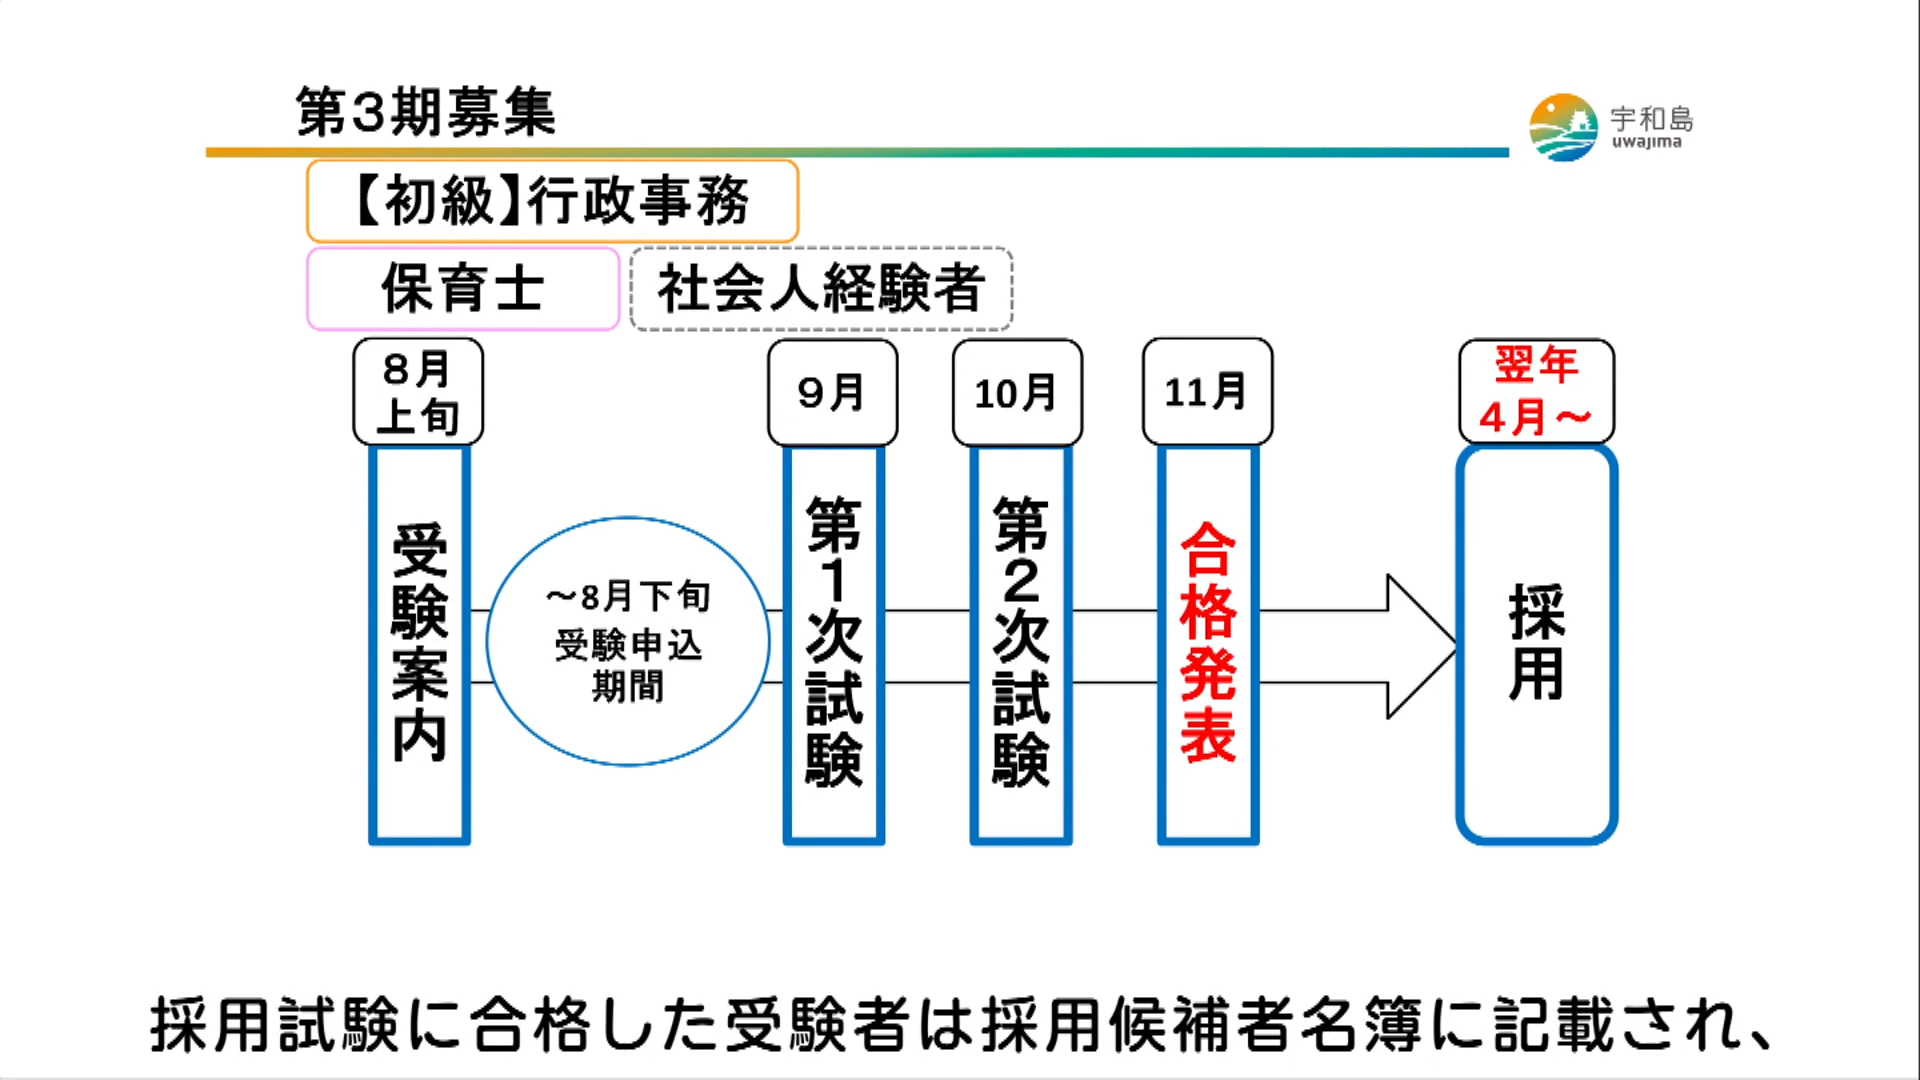 第3期募集
宇和島
uwajima
【初級】行政事務
保育士
社会人経験者
8月
上旬
9月
10月
11月
翌年
4月～
受験案内
～8月下旬
受験申込
期間
第1次試験
第2次試験
合格発表
採用
採用試験に合格した受験者は採用候補者名簿に記載され、